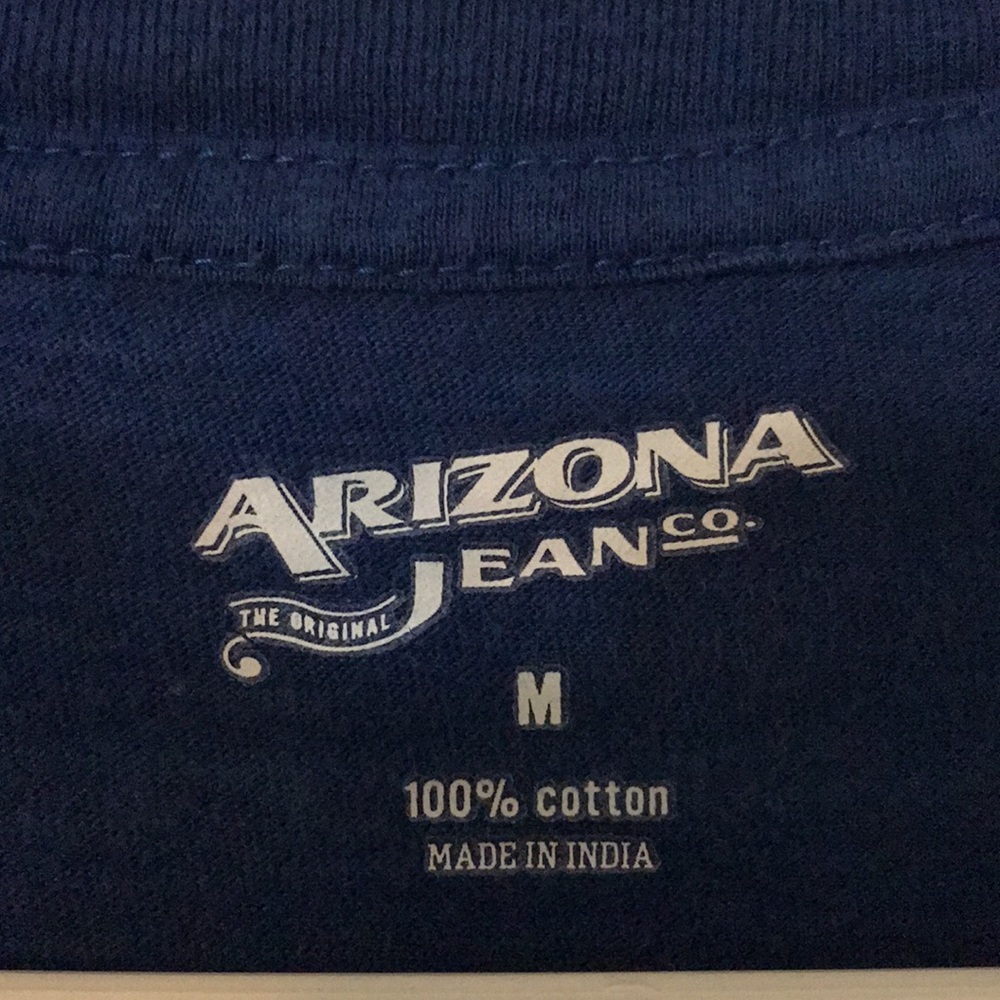 ARIZONA
JEAN CO.
THE ORIGINAL
M
100% cotton
MADE IN INDIA